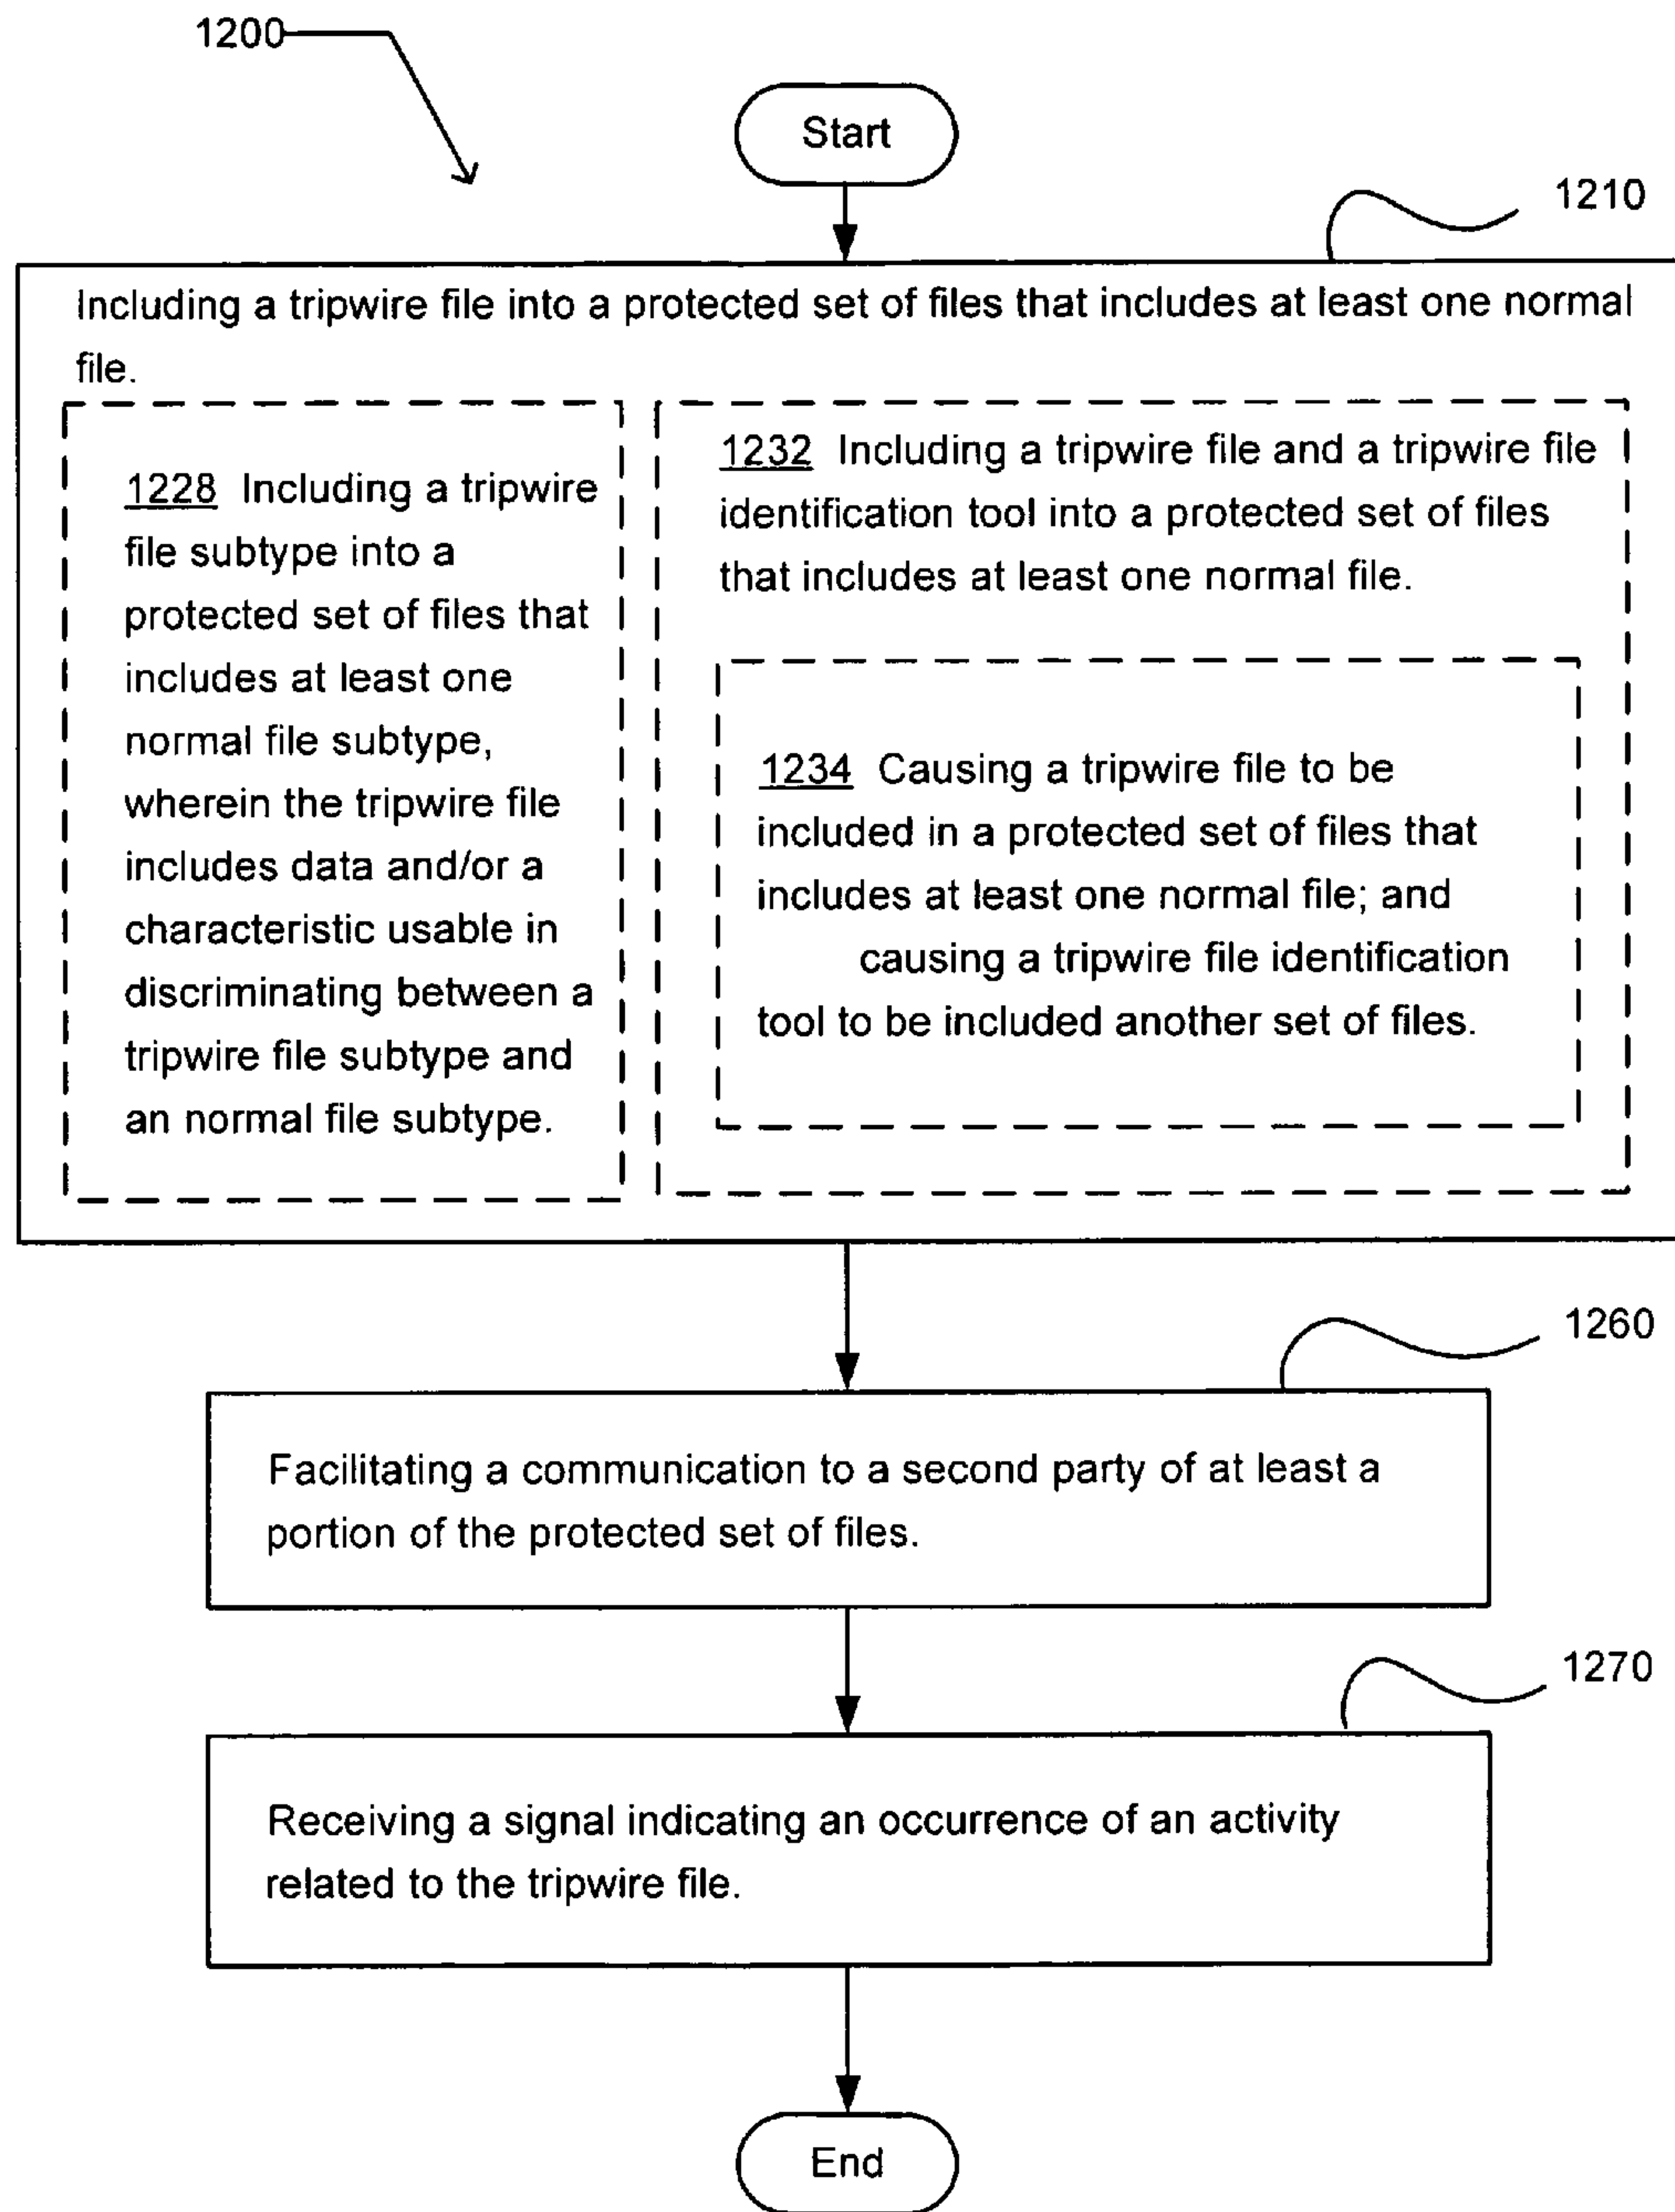 1200
Start
1210
Including a tripwire file into a protected set of files that includes at least one normal
file.
1228 Including a tripwire
file subtype into a
protected set of files that
includes at least one
normal file subtype,
wherein the tripwire file
includes data and/or a
characteristic usable in
discriminating between a
tripwire file subtype and
an normal file subtype.
1232 Including a tripwire file and a tripwire file
identification tool into a protected set of files
that includes at least one normal file.
1234 Causing a tripwire file to be
included in a protected set of files that
includes at least one normal file; and
causing a tripwire file identification
tool to be included another set of files.
1260
Facilitating a communication to a second party of at least a
portion of the protected set of files.
1270
Receiving a signal indicating an occurrence of an activity
related to the tripwire file.
End